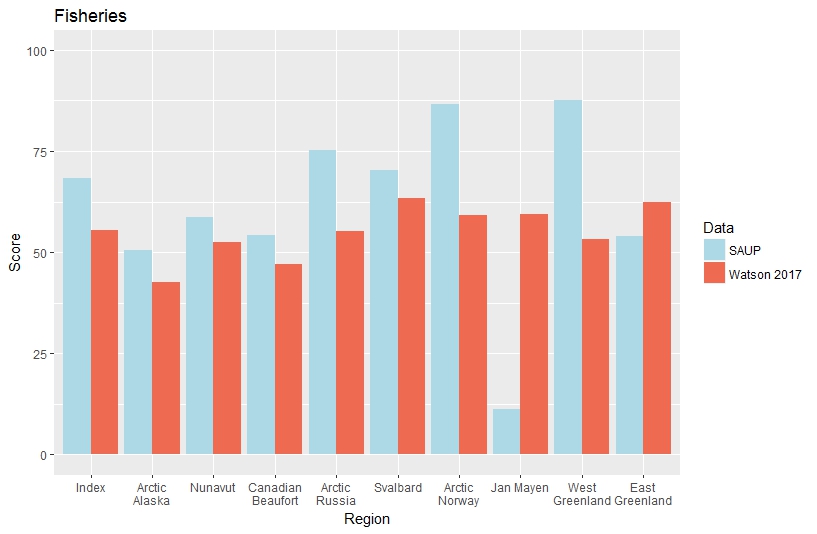 Fisheries
100
75
50
25
0
Score
Index
Arctic
Alaska
Nunavut
Canadian
Beaufort
Arctic
Russia
Svalbard
Arctic
Norway
Jan Mayen
West
Greenland
East
Greenland
Region
Data
SAUP
Watson 2017